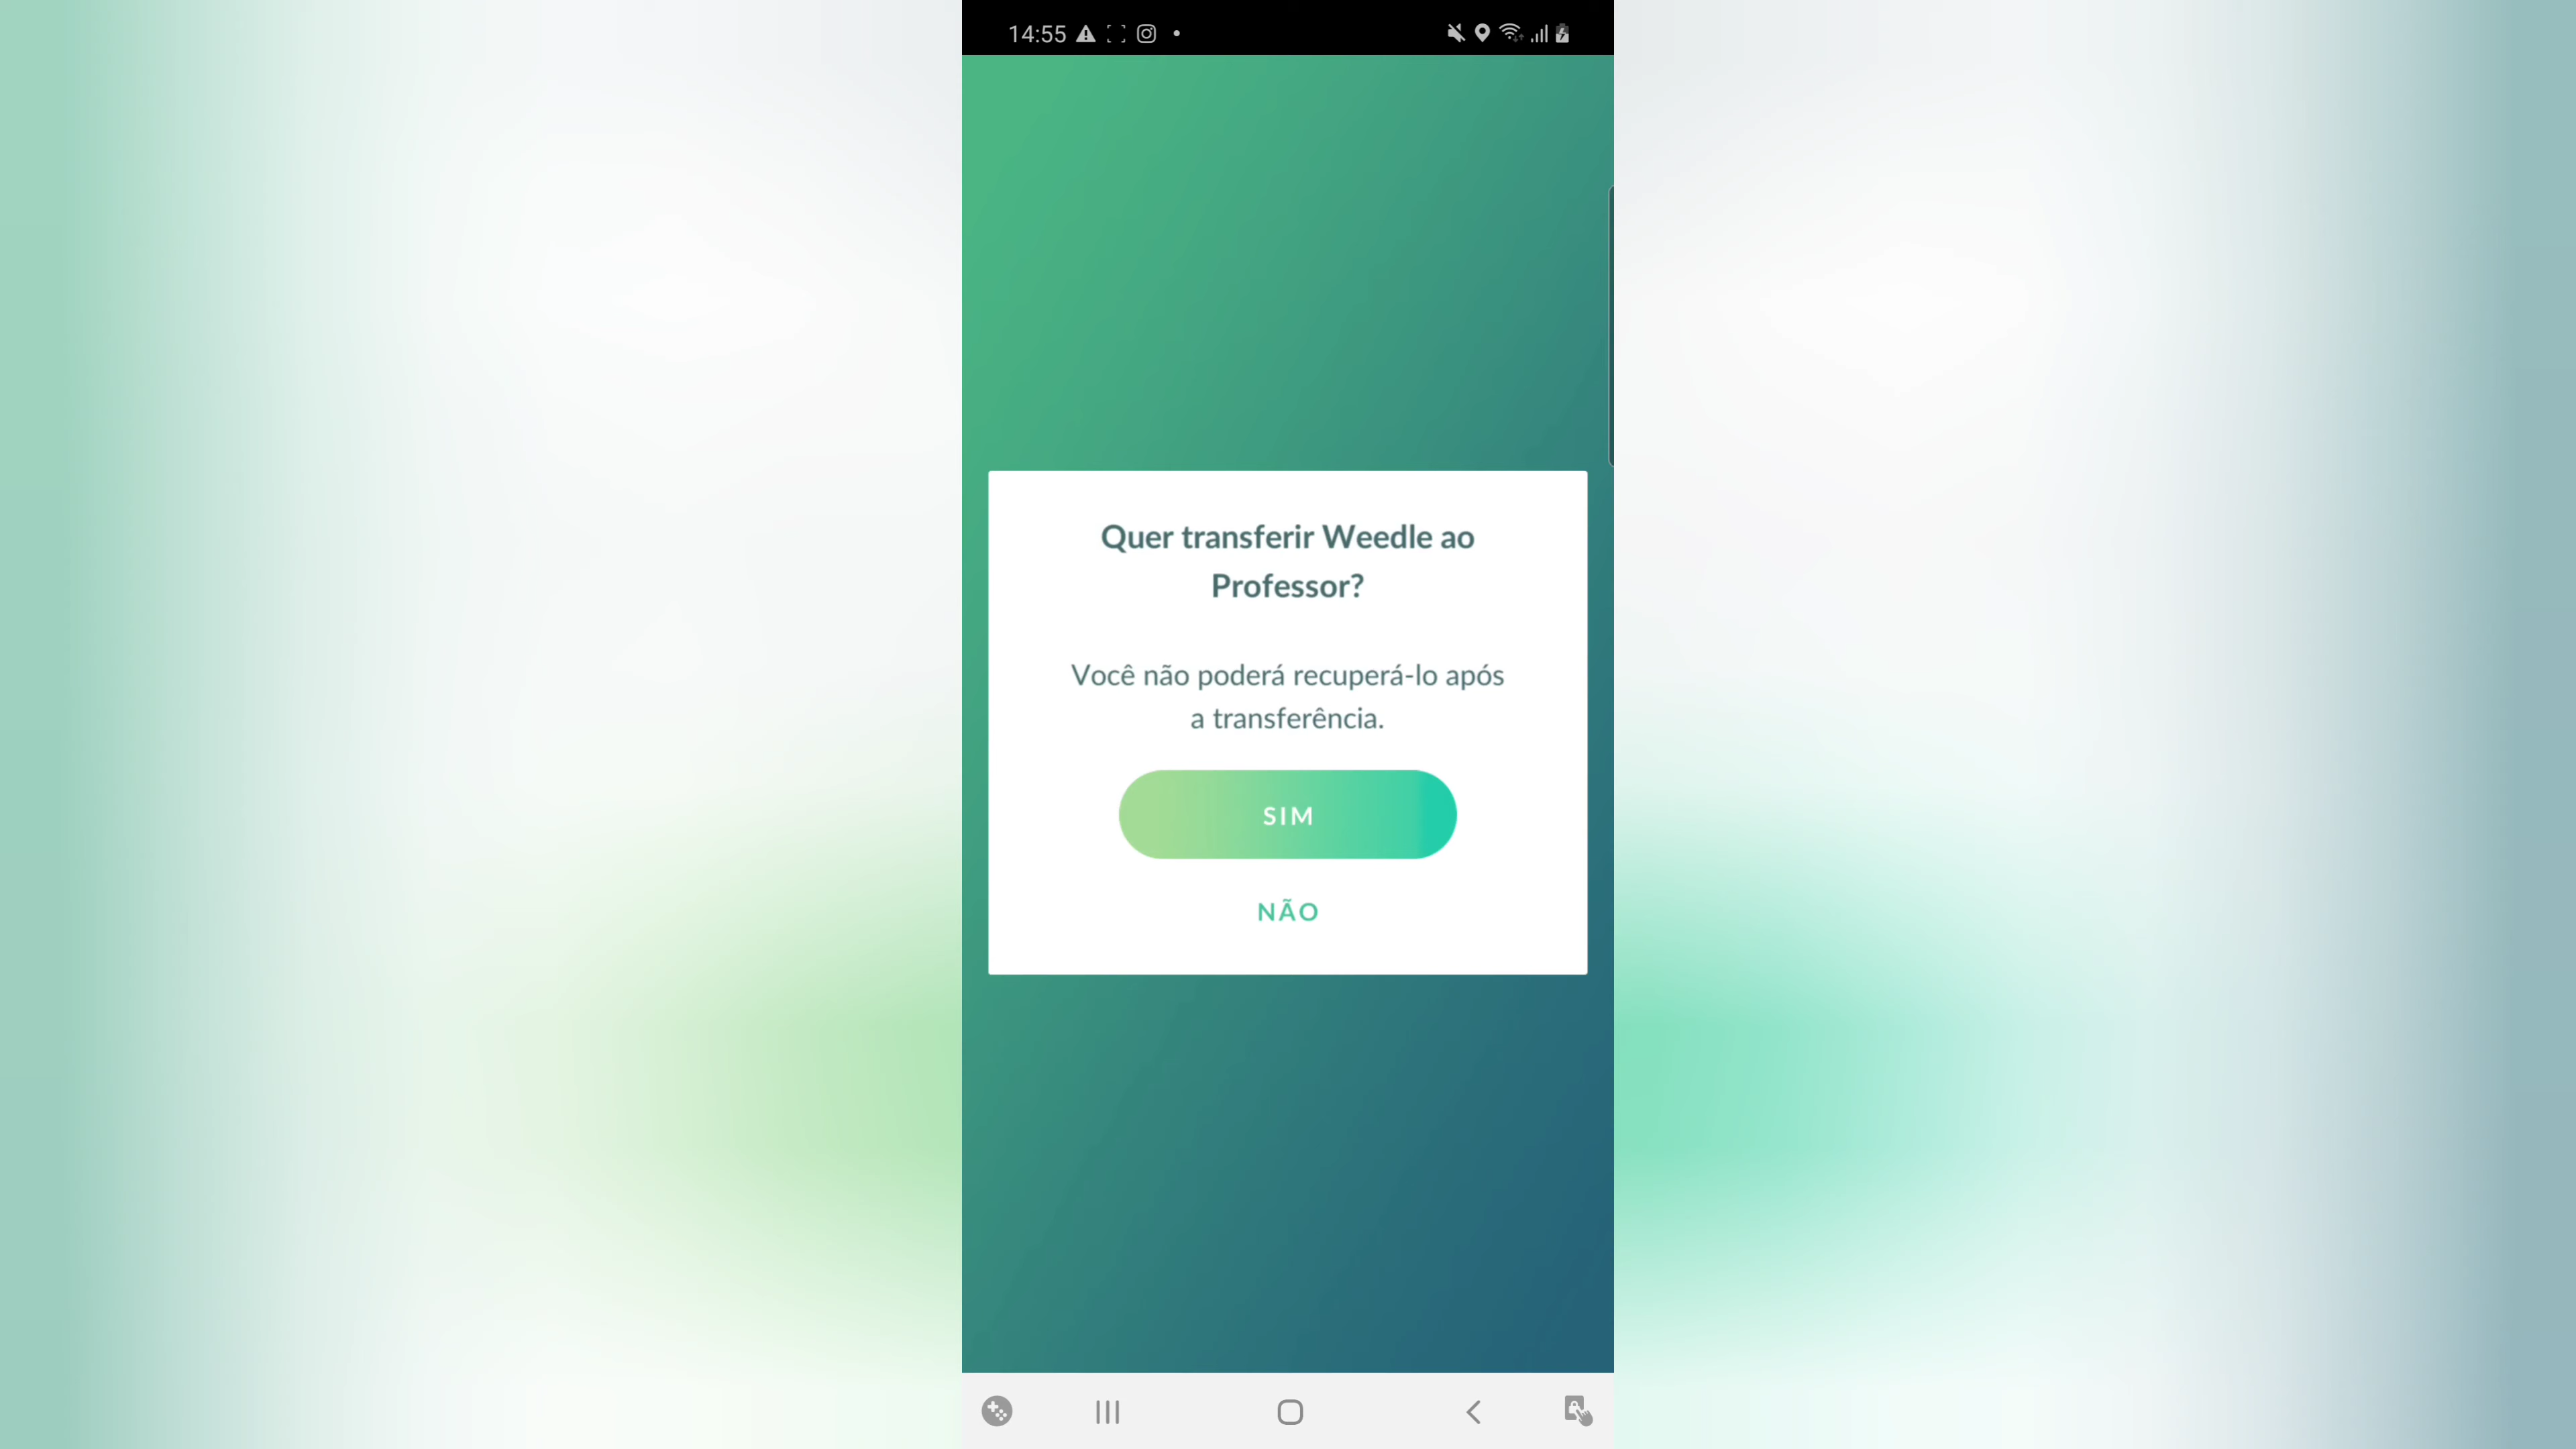 14:55
Quer transferir Weedle ao
Professor?
Você não poderá recuperá-lo após
a transferência.
SIM
NÃO